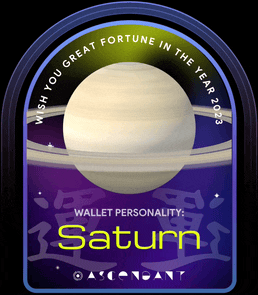 WISH YOU GREAT FORTUNE IN THE YEAR 2023
WALLET PERSONALITY:
Saturn
ASCENDANT